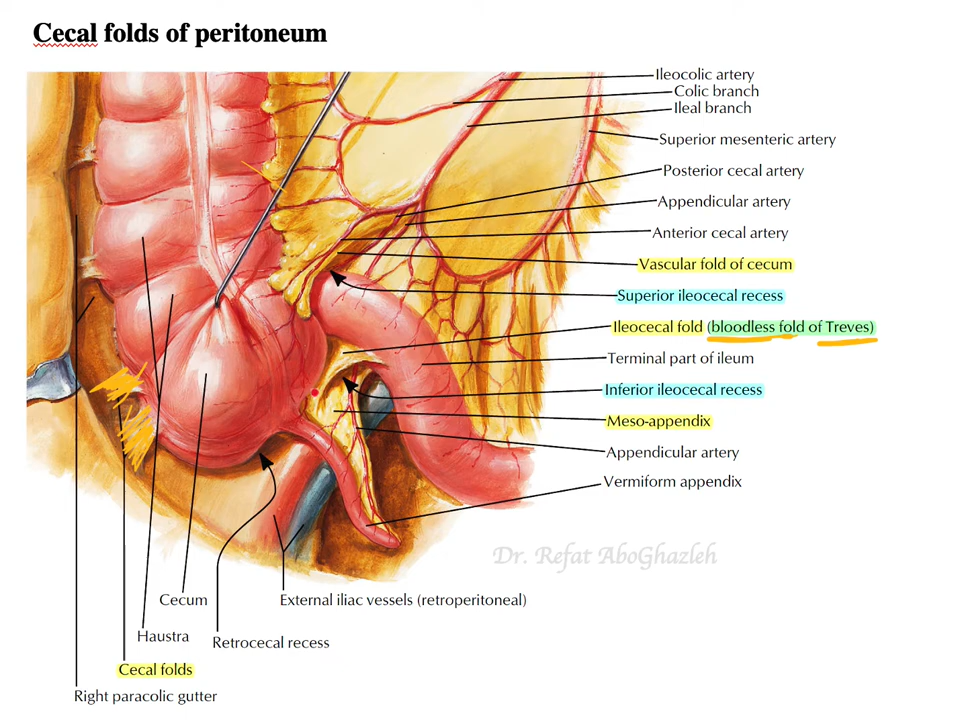 Cecal folds of peritoneum
Ileocolic artery
Colic branch
Ileal branch
Superior mesenteric artery
Posterior cecal artery
Appendicular artery
Anterior cecal artery
Vascular fold of cecum
Superior ileocecal recess
Ileocecal fold (bloodless fold of Treves)
Terminal part of ileum
Inferior ileocecal recess
Meso-appendix
Appendicular artery
Vermiform appendix
Dr. Refat AboGhazleh
External iliac vessels (retroperitoneal)
Cecum
Haustra
Retrocecal recess
Cecal folds
Right paracolic gutter